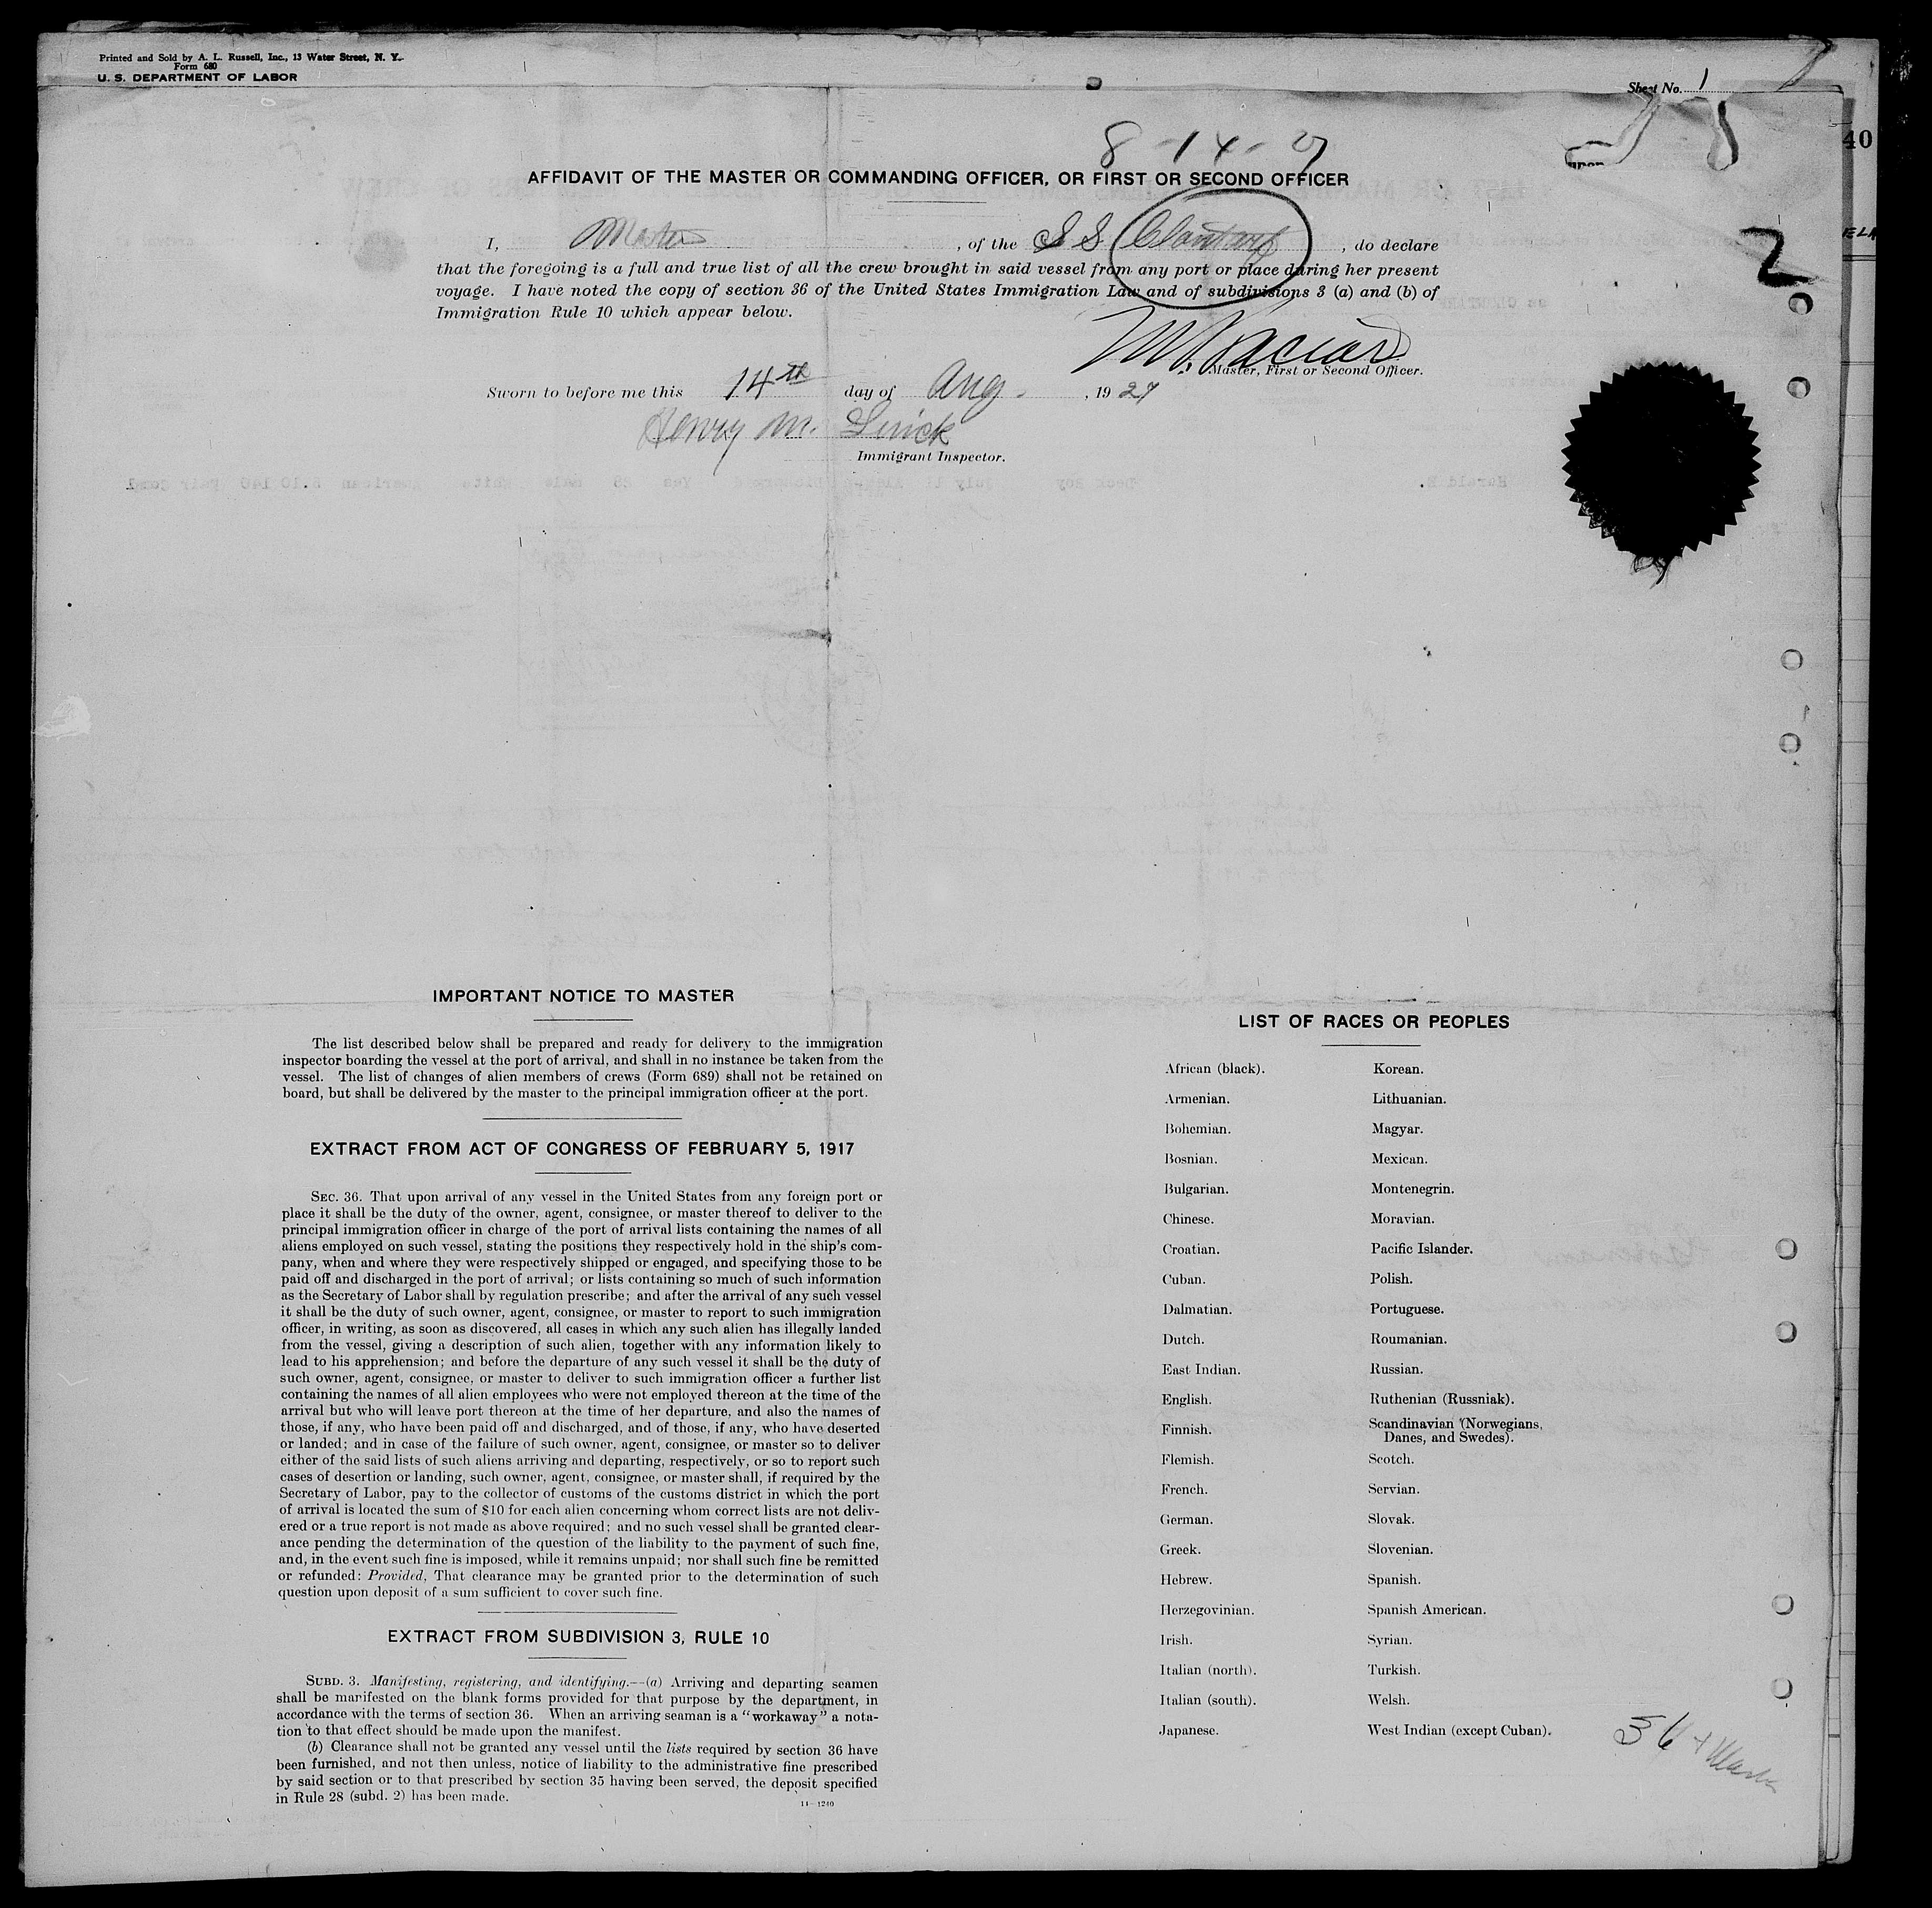 Printed and Sold by A. L. Russell, Inc., 13 Water Street, N. Y.
Form 680
U. S. DEPARTMENT OF LABOR
Sheet No. 1
40
8-14-27
AFFIDAVIT OF THE MASTER OR COMMANDING OFFICER, OR FIRST OR SECOND OFFICER
2
I, Master, of the SS Clontarf, do declare
that the foregoing is a full and true list of all the crew brought in said vessel from any port or place during her present
voyage. I have noted the copy of section 36 of the United States Immigration Law and of subdivisions 3 (a) and (b) of
Immigration Rule 10 which appear below.
Master, First or Second Officer.
Sworn to before me this 14th day of Aug., 1927
Henry M.
Immigrant Inspector.
IMPORTANT NOTICE TO MASTER
The list described below shall be prepared and ready for delivery to the immigration
inspector boarding the vessel at the port of arrival, and shall in no instance be taken from the
vessel. The list of changes of alien members of crews (Form 689) shall not be retained on
board, but shall be delivered by the master to the principal immigration officer at the port.
EXTRACT FROM ACT OF CONGRESS OF FEBRUARY 5, 1917
SEC. 36. That upon arrival of any vessel in the United States from any foreign port or
place it shall be the duty of the owner, agent, consignee, or master thereof to deliver to the
principal immigration officer in charge of the port of arrival lists containing the names of all
aliens employed on such vessel, stating the positions they respectively hold in the ship's com-
pany, when and where they were respectively shipped or engaged, and specifying those to be
paid off and discharged in the port of arrival; or lists containing so much of such information
as the Secretary of Labor shall by regulation prescribe; and after the arrival of any such vessel
it shall be the duty of such owner, agent, consignee, or master to report to such immigration
officer, in writing, as soon as discovered, all cases in which any such alien has illegally landed
from the vessel, giving a description of such alien, together with any information likely to
lead to his apprehension; and before the departure of any such vessel it shall be the duty of
such owner, agent, consignee, or master to deliver to such immigration officer a further list
containing the names of all alien employees who were not employed thereon at the time of the
arrival but who will leave port thereon at the time of her departure, and also the names of
those, if any, who have been paid off and discharged, and of those, if any, who have deserted
or landed; and in case of the failure of such owner, agent, consignee, or master so to deliver
either of the said lists of such aliens arriving and departing, respectively, or so to report such
cases of desertion or landing, such owner, agent, consignee, or master shall, if required by the
Secretary of Labor, pay to the collector of customs of the customs district in which the port
of arrival is located the sum of $10 for each alien concerning whom correct lists are not deliv-
ered or a true report is not made as above required; and no such vessel shall be granted clear-
ance pending the determination of the question of the liability to the payment of such fine,
and, in the event such fine is imposed, while it remains unpaid; nor shall such fine be remitted
or refunded: Provided, That clearance may be granted prior to the determination of such
question upon deposit of a sum sufficient to cover such fine.
EXTRACT FROM SUBDIVISION 3, RULE 10
SUBD. 3. Manifesting, registering, and identifying.--(a) Arriving and departing seamen
shall be manifested on the blank forms provided for that purpose by the department, in
accordance with the terms of section 36. When an arriving seaman is a "workaway" a nota-
tion to that effect should be made upon the manifest.
(b) Clearance shall not be granted any vessel until the lists required by section 36 have
been furnished, and not then unless, notice of liability to the administrative fine prescribed
by said section or to that prescribed by section 35 having been served, the deposit specified
in Rule 28 (subd. 2) has been made.
11-1240
LIST OF RACES OR PEOPLES
African (black).
Armenian.
Bohemian.
Bosnian.
Bulgarian.
Chinese.
Croatian.
Cuban.
Dalmatian.
Dutch.
East Indian.
English.
Finnish.
Flemish.
French.
German.
Greek.
Hebrew.
Herzegovinian.
Irish.
Italian (north).
Italian (south).
Japanese.
Korean.
Lithuanian.
Magyar.
Mexican.
Montenegrin.
Moravian.
Pacific Islander.
Polish.
Portuguese.
Roumanian.
Russian.
Ruthenian (Russniak).
Scandinavian (Norwegians,
Danes, and Swedes).
Scotch.
Servian.
Slovak.
Slovenian.
Spanish.
Spanish American.
Syrian.
Turkish.
Welsh.
West Indian (except Cuban).
36 + Master